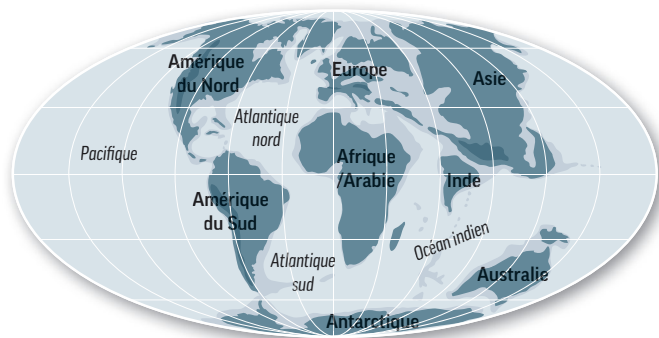 Amérique
du Nord
Europe
Asie
Atlantique
nord
Pacifique
Afrique
/Arabie
Inde
Amérique
du Sud
Océan indien
Atlantique
sud
Australie
Antarctique